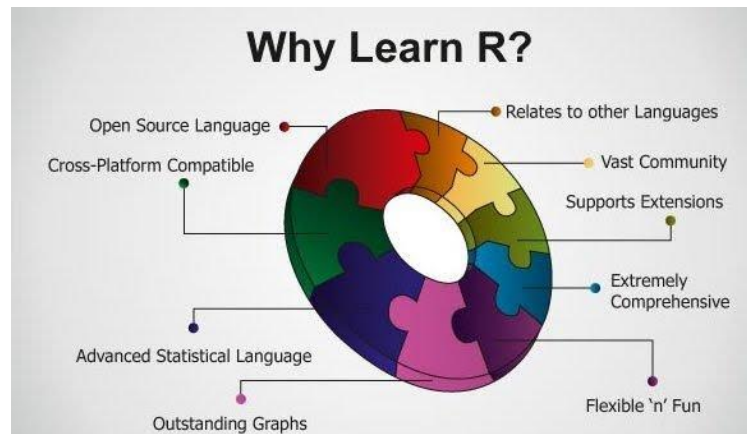 Why Learn R?
Open Source Language
Relates to other Languages
Cross-Platform Compatible
Vast Community
Supports Extensions
Extremely
Comprehensive
Advanced Statistical Language
Flexible ‘n’ Fun
Outstanding Graphs